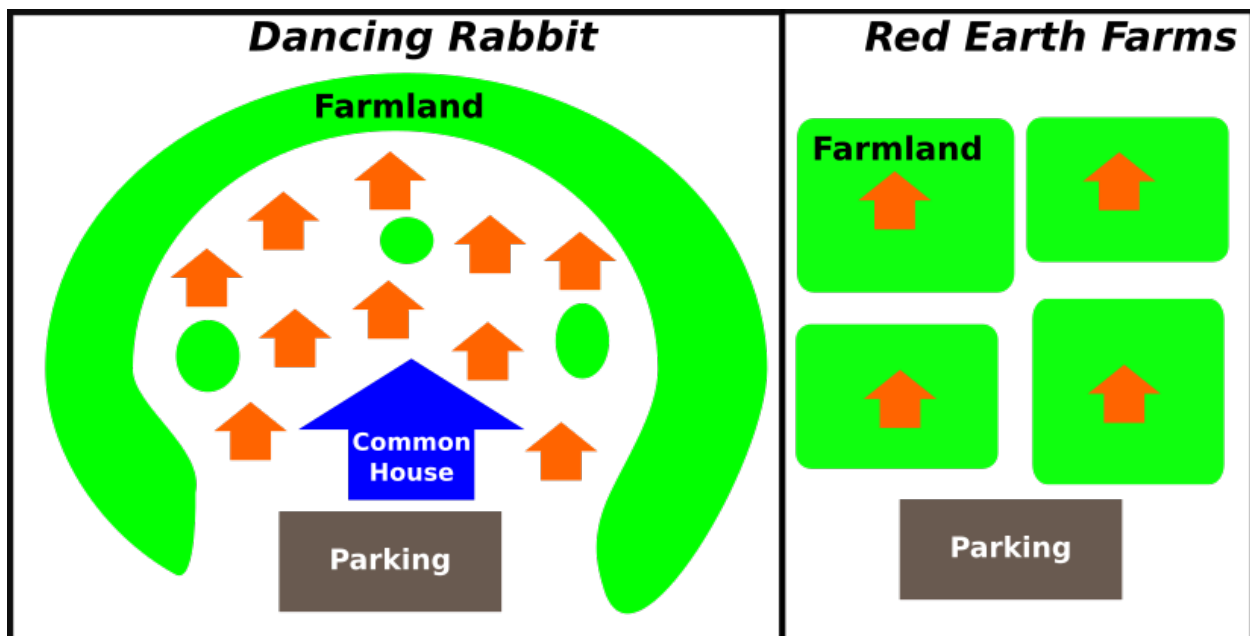 Dancing Rabbit
Farmland
Common
House
Parking
Red Earth Farms
Farmland
Parking